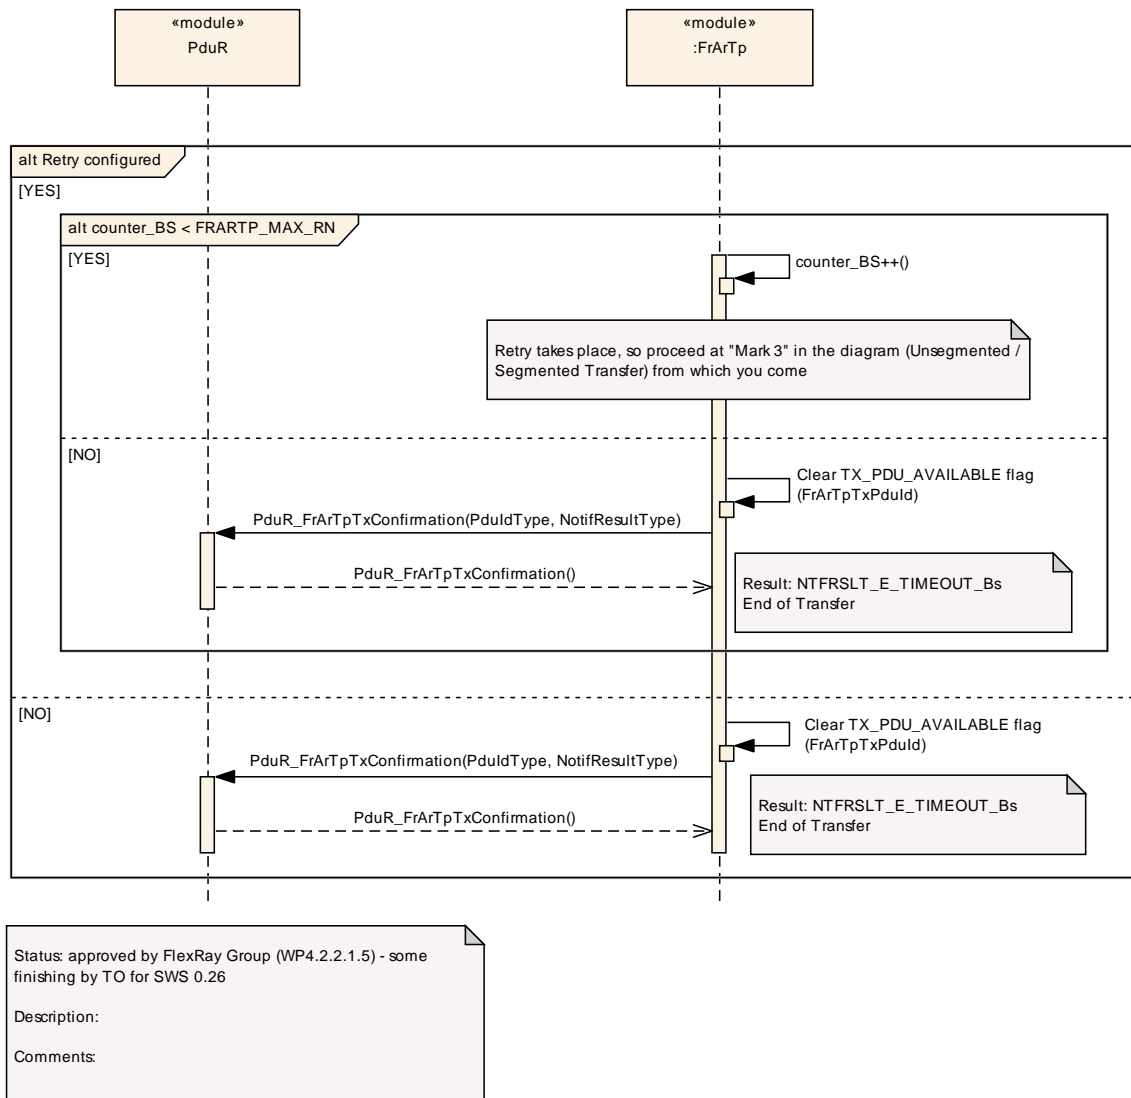 «module»
PduR
«module»
:FrArTp
alt Retry configured
[YES]
alt counter_BS < FRARTP_MAX_RN
[YES]
counter_BS++()
Retry takes place, so proceed at "Mark 3" in the diagram (Unsegmented /
Segmented Transfer) from which you come
[NO]
Clear TX_PDU_AVAILABLE flag
(FrArTpTxPduId)
PduR_FrArTpTxConfirmation(PduIdType, NotifResultType)
PduR_FrArTpTxConfirmation()
Result: NTFRSLT_E_TIMEOUT_Bs
End of Transfer
[NO]
Clear TX_PDU_AVAILABLE flag
(FrArTpTxPduId)
PduR_FrArTpTxConfirmation(PduIdType, NotifResultType)
PduR_FrArTpTxConfirmation()
Result: NTFRSLT_E_TIMEOUT_Bs
End of Transfer
Status: approved by FlexRay Group (WP4.2.2.1.5) - some
finishing by TO for SWS 0.26
Description:
Comments: